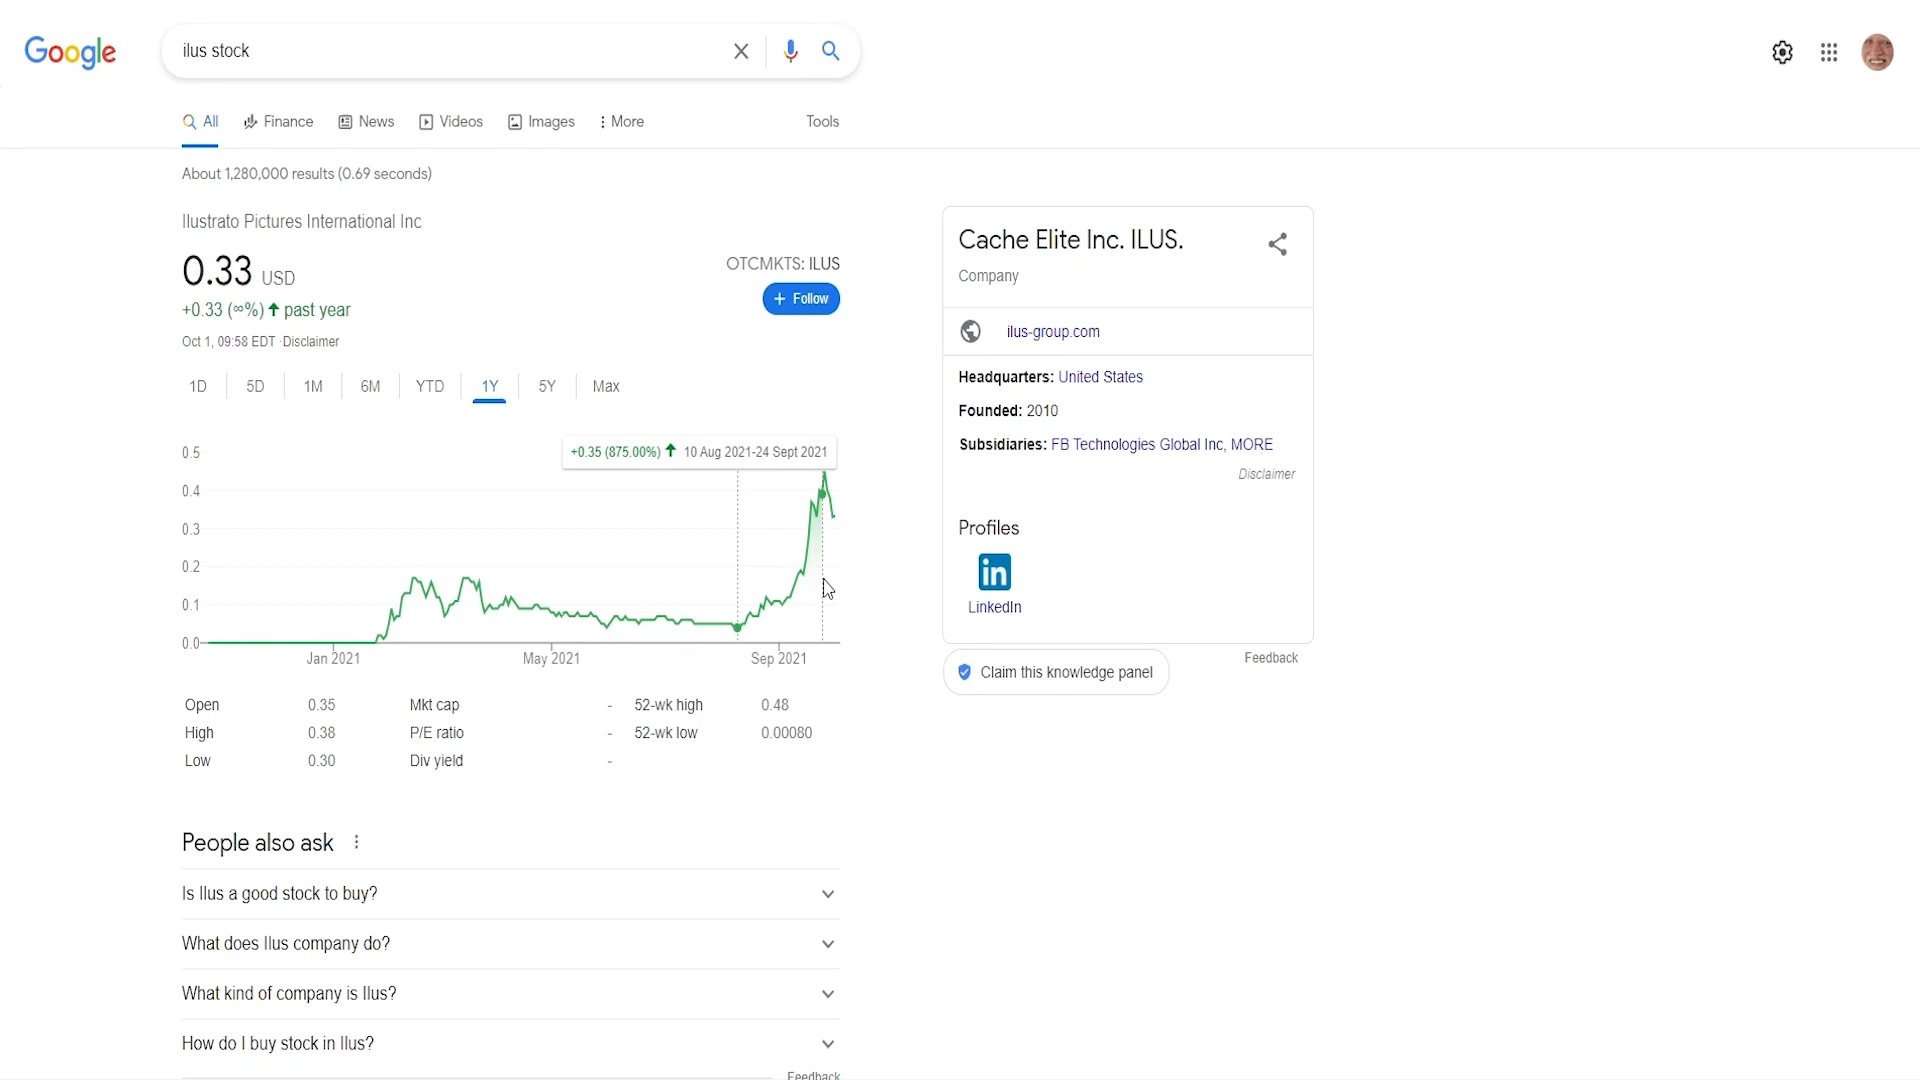 Google
ilus stock
All
Finance
News
Videos
Images
More
Tools
About 1,280,000 results (0.69 seconds)
Ilustrato Pictures International Inc
0.33 USD
OTCMKTS: ILUS
+0.33 (∞%) ↑ past year
+ Follow
Oct 1, 09:58 EDT · Disclaimer
1D
5D
1M
6M
YTD
1Y
5Y
Max
+0.35 (875.00%) ↑ 10 Aug 2021-24 Sept 2021
0.5
0.4
0.3
0.2
0.1
0.0
Jan 2021
May 2021
Sep 2021
Open 0.35 Mkt cap - 52-wk high 0.48
High 0.38 P/E ratio - 52-wk low 0.00080
Low 0.30 Div yield -
People also ask
Is Ilus a good stock to buy?
What does Ilus company do?
What kind of company is Ilus?
How do I buy stock in Ilus?
Feedback
Cache Elite Inc. ILUS.
Company
ilus-group.com
Headquarters: United States
Founded: 2010
Subsidiaries: FB Technologies Global Inc, MORE
Disclaimer
Profiles
in
LinkedIn
Feedback
Claim this knowledge panel